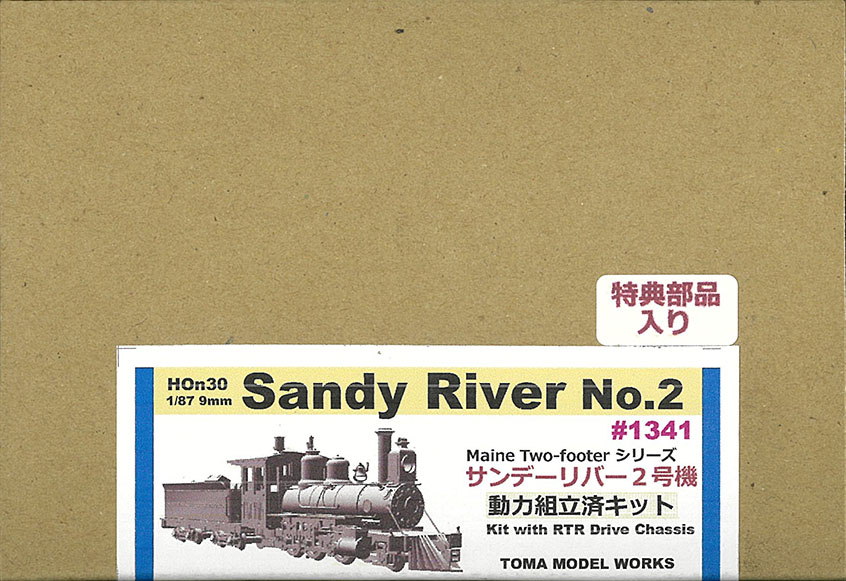 特典部品
入り
HOn30
1/87 9mm
Sandy River No.2
#1341
Maine Two-footer シリーズ
サンデーリバー２号機
動力組立済キット
Kit with RTR Drive Chassis
TOMA MODEL WORKS